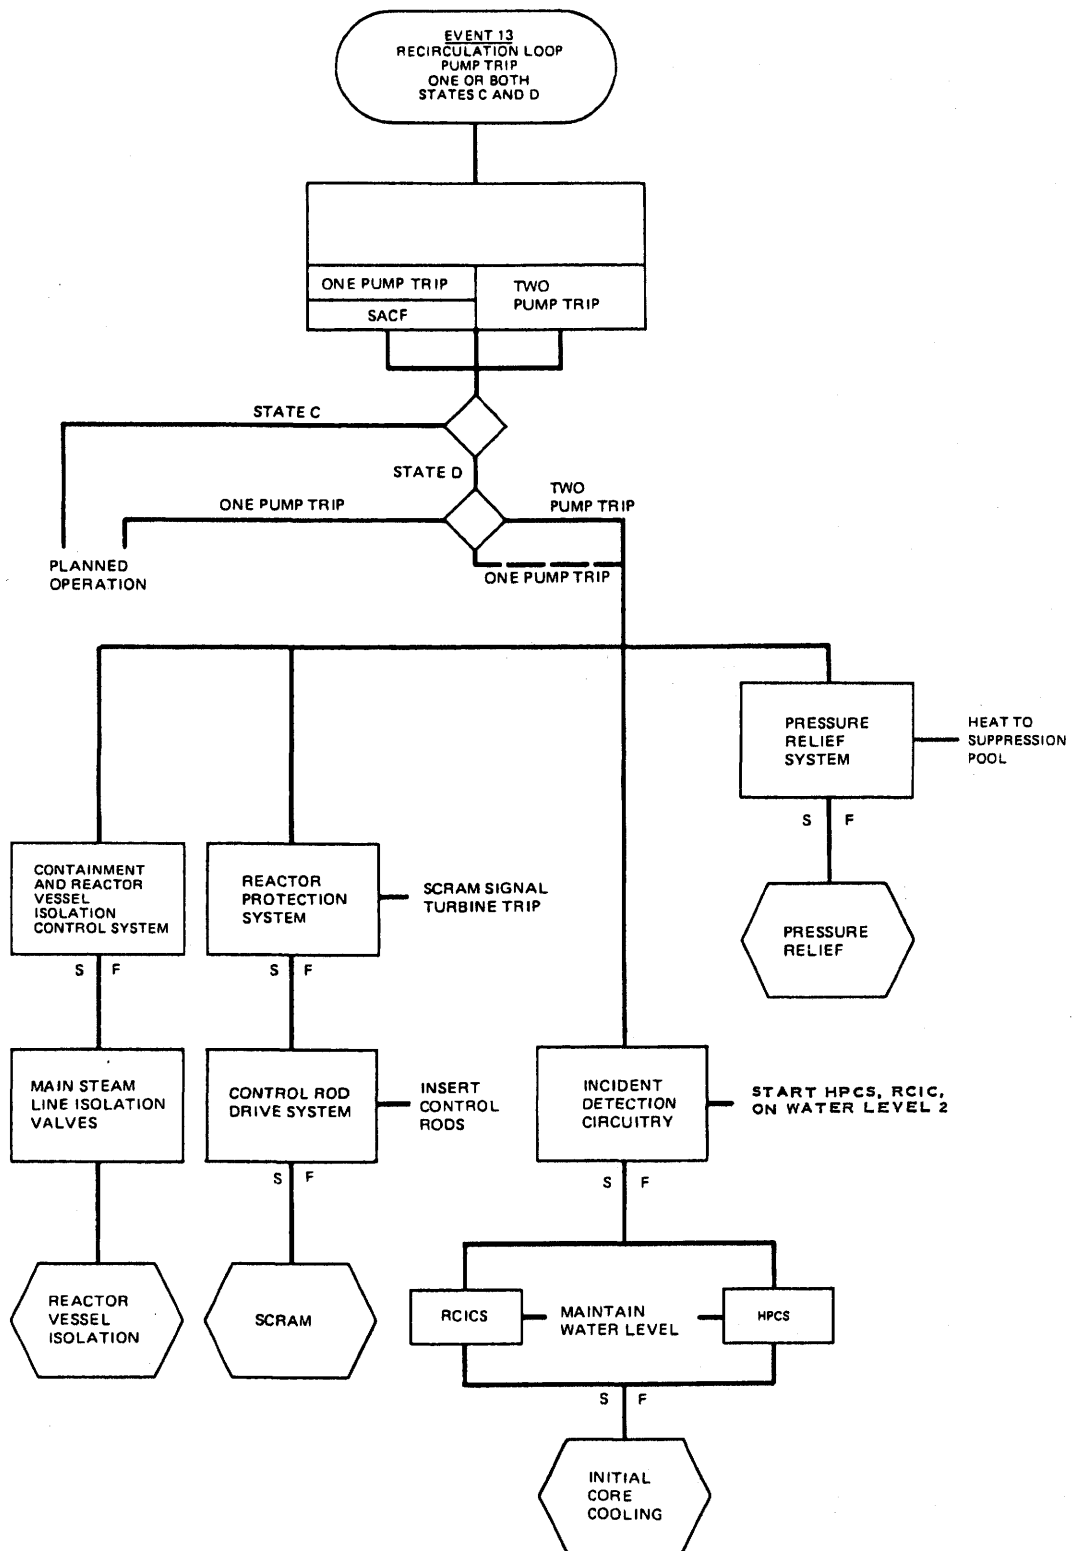 EVENT 13
RECIRCULATION LOOP
PUMP TRIP
ONE OR BOTH
STATES C AND D
ONE PUMP TRIP
SACF
TWO
PUMP TRIP
STATE C
STATE D
ONE PUMP TRIP
TWO
PUMP TRIP
ONE PUMP TRIP
PLANNED
OPERATION
PRESSURE
RELIEF
SYSTEM
HEAT TO
SUPPRESSION
POOL
S F
PRESSURE
RELIEF
CONTAINMENT
AND REACTOR
VESSEL
ISOLATION
CONTROL SYSTEM
S F
REACTOR
PROTECTION
SYSTEM
SCRAM SIGNAL
TURBINE TRIP
S F
MAIN STEAM
LINE ISOLATION
VALVES
CONTROL ROD
DRIVE SYSTEM
INSERT
CONTROL
RODS
S F
INCIDENT
DETECTION
CIRCUITRY
START HPCS, RCIC,
ON WATER LEVEL 2
S F
REACTOR
VESSEL
ISOLATION
SCRAM
RCICS
MAINTAIN
WATER LEVEL
HPCS
S F
INITIAL
CORE
COOLING